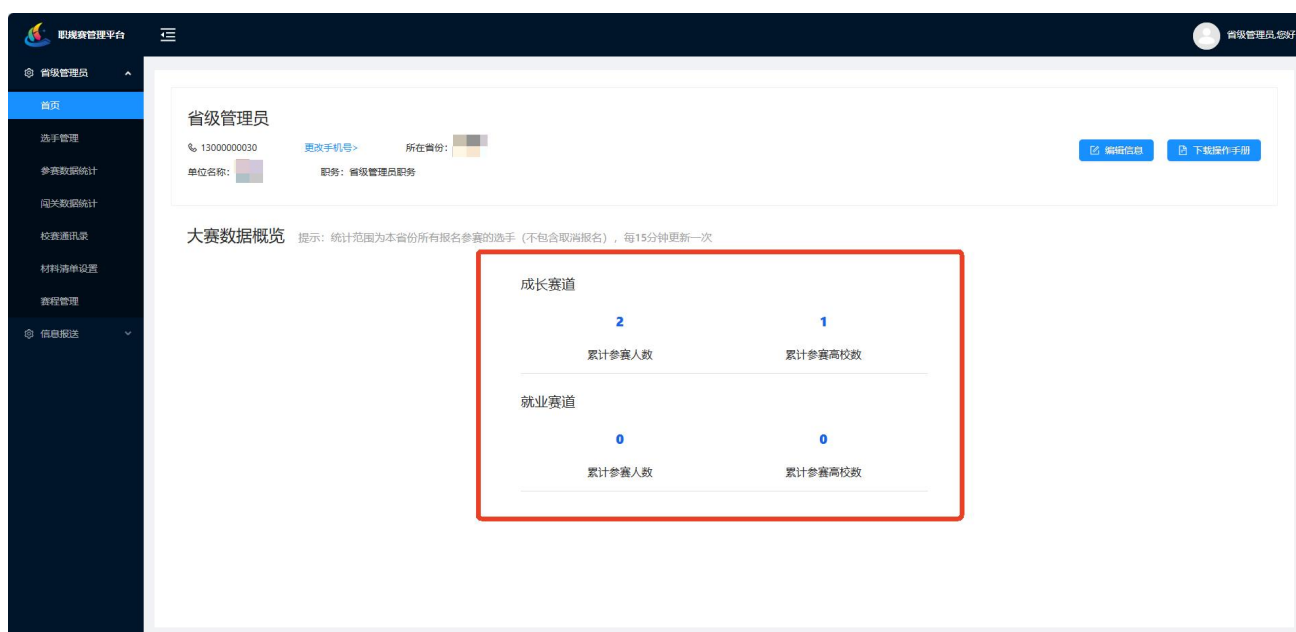 职规赛管理平台
省级管理员,您好
省级管理员
首页
选手管理
参赛数据统计
闯关数据统计
校赛通讯录
材料清单设置
赛程管理
信息报送
省级管理员
13000000030 更改手机号> 所在省份：
单位名称： 职务：省级管理员职务
编辑信息 下载操作手册
大赛数据概览 提示：统计范围为本省份所有报名参赛的选手（不包含取消报名），每15分钟更新一次
成长赛道
2 1
累计参赛人数 累计参赛高校数
就业赛道
0 0
累计参赛人数 累计参赛高校数